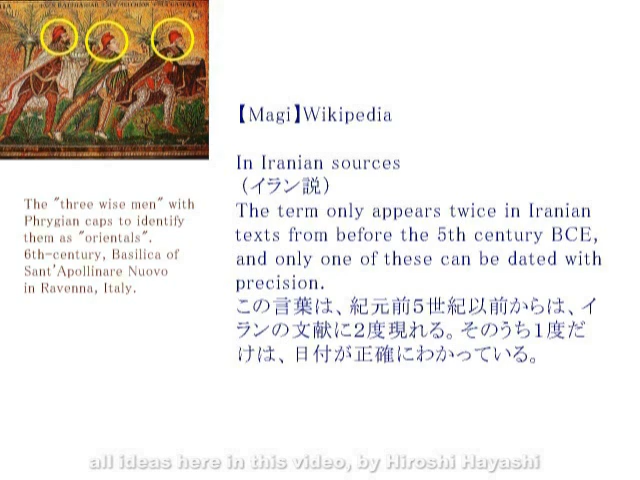 The "three wise men" with
Phrygian caps to identify
them as "orientals".
6th-century, Basilica of
Sant'Apollinare Nuovo
in Ravenna, Italy.
【Magi】Wikipedia
In Iranian sources
（イラン説）
The term only appears twice in Iranian
texts from before the 5th century BCE,
and only one of these can be dated with
precision.
この言葉は、紀元前５世紀以前からは、イ
ランの文献に２度現れる。そのうち１度だ
けは、日付が正確にわかっている。
all ideas here in this video, by Hiroshi Hayashi